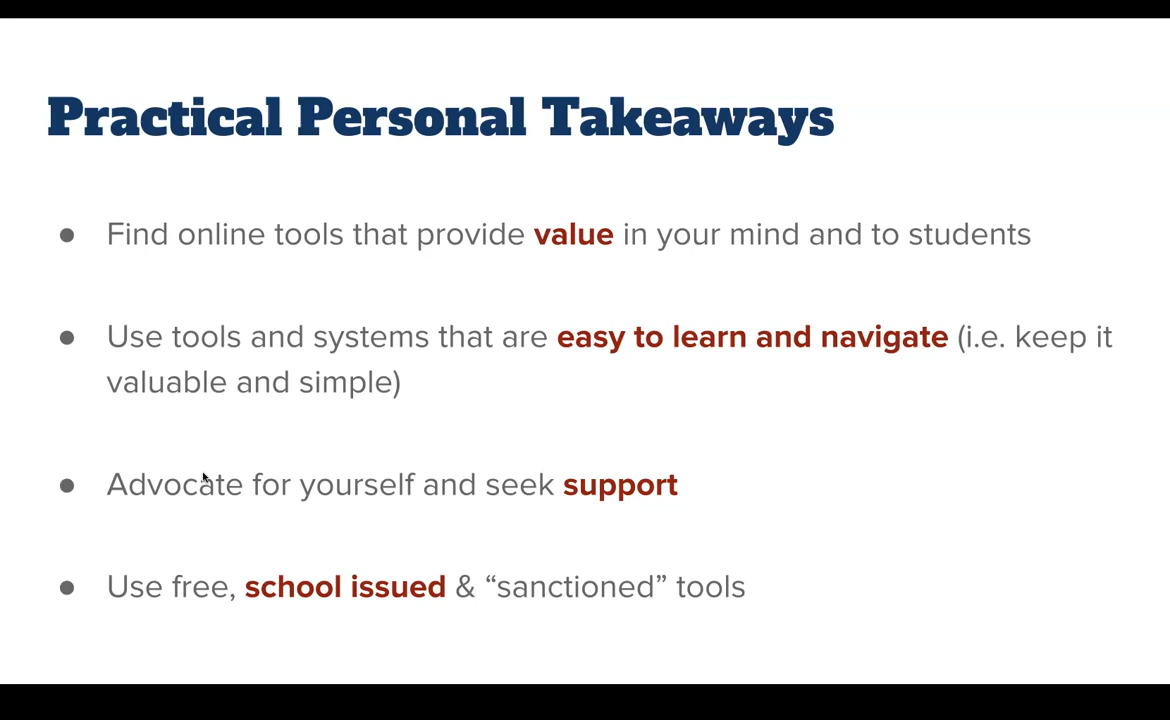 Practical Personal Takeaways
● Find online tools that provide value in your mind and to students
● Use tools and systems that are easy to learn and navigate (i.e. keep it
valuable and simple)
● Advocate for yourself and seek support
● Use free, school issued & “sanctioned” tools